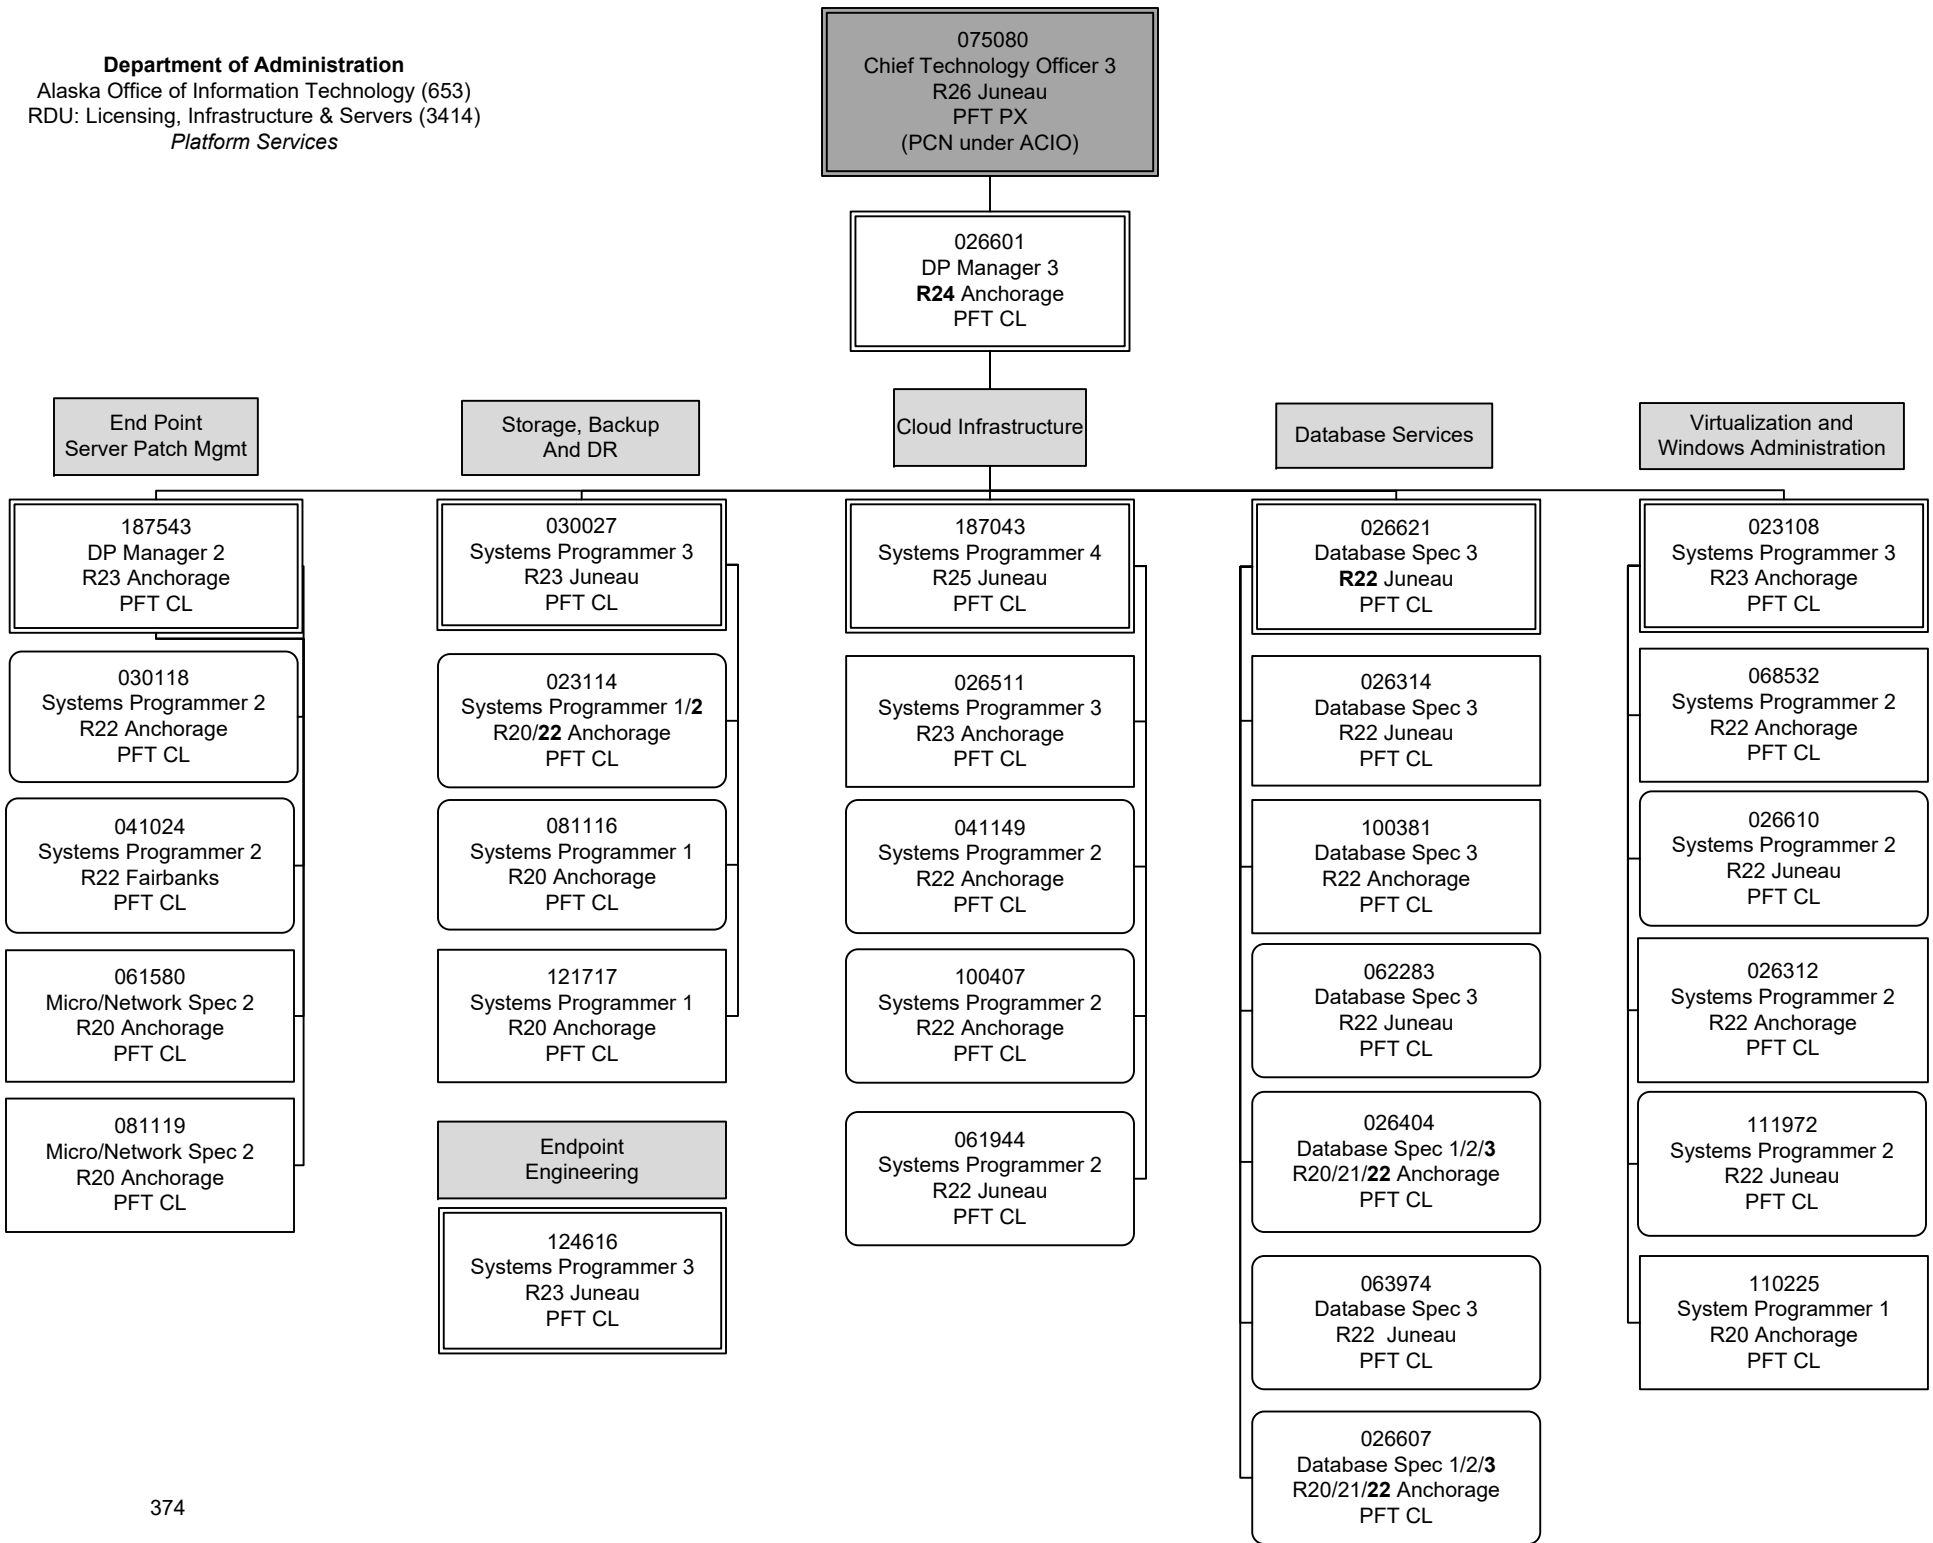 Department of Administration
Alaska Office of Information Technology (653)
RDU: Licensing, Infrastructure & Servers (3414)
Platform Services
075080
Chief Technology Officer 3
R26 Juneau
PFT PX
(PCN under ACIO)
026601
DP Manager 3
R24 Anchorage
PFT CL
End Point
Server Patch Mgmt
187543
DP Manager 2
R23 Anchorage
PFT CL
030118
Systems Programmer 2
R22 Anchorage
PFT CL
041024
Systems Programmer 2
R22 Fairbanks
PFT CL
061580
Micro/Network Spec 2
R20 Anchorage
PFT CL
081119
Micro/Network Spec 2
R20 Anchorage
PFT CL
Storage, Backup
And DR
030027
Systems Programmer 3
R23 Juneau
PFT CL
023114
Systems Programmer 1/2
R20/22 Anchorage
PFT CL
081116
Systems Programmer 1
R20 Anchorage
PFT CL
121717
Systems Programmer 1
R20 Anchorage
PFT CL
Endpoint
Engineering
124616
Systems Programmer 3
R23 Juneau
PFT CL
Cloud Infrastructure
187043
Systems Programmer 4
R25 Juneau
PFT CL
026511
Systems Programmer 3
R23 Anchorage
PFT CL
041149
Systems Programmer 2
R22 Anchorage
PFT CL
100407
Systems Programmer 2
R22 Anchorage
PFT CL
061944
Systems Programmer 2
R22 Juneau
PFT CL
Database Services
026621
Database Spec 3
R22 Juneau
PFT CL
026314
Database Spec 3
R22 Juneau
PFT CL
100381
Database Spec 3
R22 Anchorage
PFT CL
062283
Database Spec 3
R22 Juneau
PFT CL
026404
Database Spec 1/2/3
R20/21/22 Anchorage
PFT CL
063974
Database Spec 3
R22  Juneau
PFT CL
026607
Database Spec 1/2/3
R20/21/22 Anchorage
PFT CL
Virtualization and
Windows Administration
023108
Systems Programmer 3
R23 Anchorage
PFT CL
068532
Systems Programmer 2
R22 Anchorage
PFT CL
026610
Systems Programmer 2
R22 Juneau
PFT CL
026312
Systems Programmer 2
R22 Anchorage
PFT CL
111972
Systems Programmer 2
R22 Juneau
PFT CL
110225
System Programmer 1
R20 Anchorage
PFT CL
374